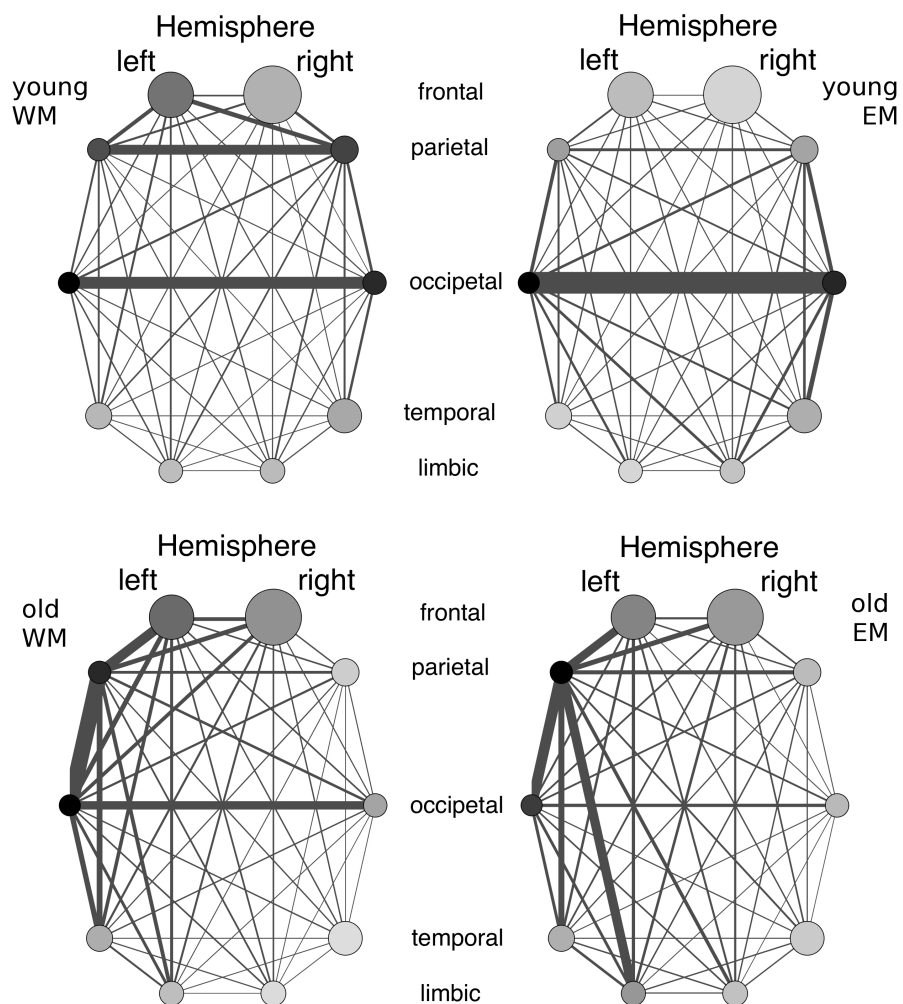 Hemisphere
left right
young
WM
frontal
parietal
occipetal
temporal
limbic
Hemisphere
left right
young
EM
Hemisphere
left right
old
WM
frontal
parietal
occipetal
temporal
limbic
Hemisphere
left right
old
EM